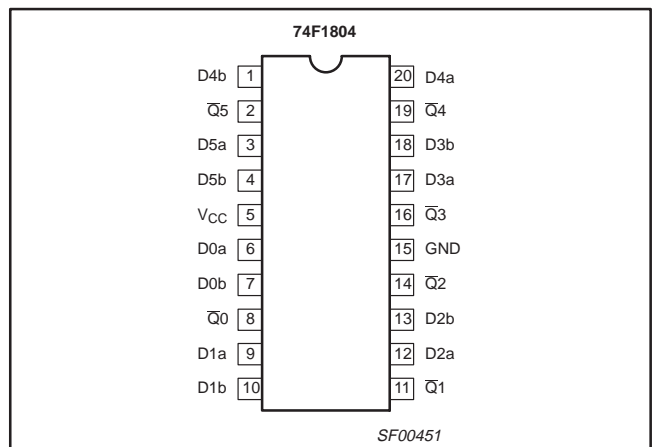 74F1804
D4b 1 20 D4a
Q̅5 2 19 Q̅4
D5a 3 18 D3b
D5b 4 17 D3a
VCC 5 16 Q̅3
D0a 6 15 GND
D0b 7 14 Q̅2
Q̅0 8 13 D2b
D1a 9 12 D2a
D1b 10 11 Q̅1
SF00451